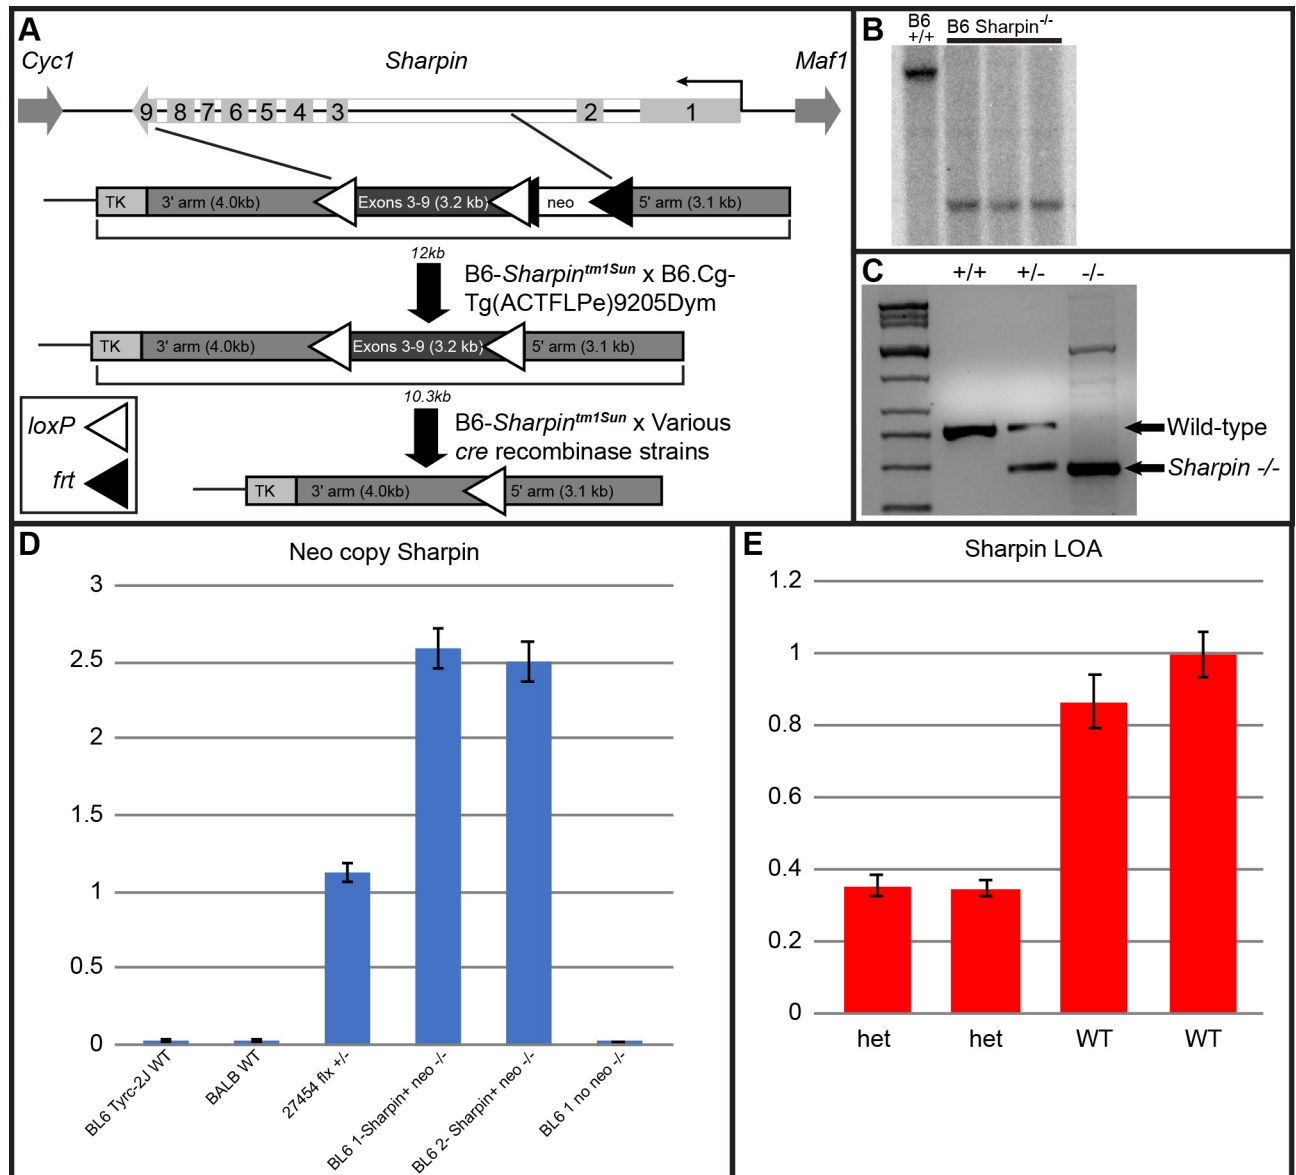 A
Cyc1 Sharpin Maf1
9 8 7 6 5 4 3 2 1
TK 3' arm (4.0kb) Exons 3-9 (3.2 kb) neo 5' arm (3.1 kb)
12kb
B6-Sharpintm1Sun x B6.Cg-
Tg(ACTFLPe)9205Dym
TK 3' arm (4.0kb) Exons 3-9 (3.2 kb) 5' arm (3.1 kb)
10.3kb
B6-Sharpintm1Sun x Various
cre recombinase strains
loxP
frt
TK 3' arm (4.0kb) 5' arm (3.1 kb)
B
B6
+/+
B6 Sharpin-/-
C
+/+ +/- -/-
Wild-type
Sharpin -/-
D
Neo copy Sharpin
3
2.5
2
1.5
1
0.5
0
BL6 Tyrc-2J WT
BALB WT
27454 flx +/-
BL6 1-Sharpin+ neo -/-
BL6 2- Sharpin+ neo -/-
BL6 1 no neo -/-
E
Sharpin LOA
1.2
1
0.8
0.6
0.4
0.2
0
het het WT WT